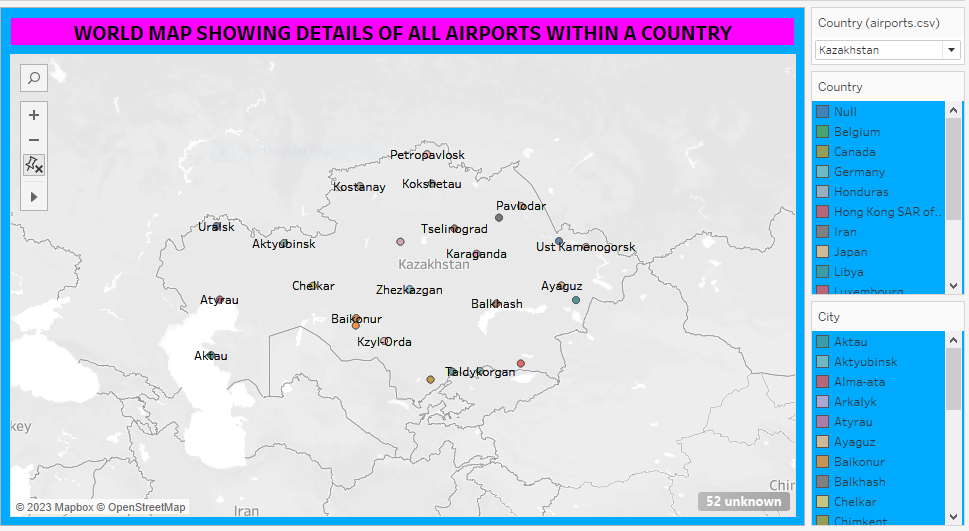 WORLD MAP SHOWING DETAILS OF ALL AIRPORTS WITHIN A COUNTRY
Petropavlosk
Kostanay
Kokshetau
Pavlodar
Uralsk
Tselinograd
Aktyubinsk
Ust Kamenogorsk
Karaganda
Kazakhstan
Chelkar
Zhezkazgan
Ayaguz
Atyrau
Balkhash
Baikonur
Kzyl-Orda
Aktau
Taldykorgan
key
Chin
Iran
52 unknown
© 2023 Mapbox © OpenStreetMap
Country (airports.csv)
Kazakhstan
Country
Null
Belgium
Canada
Germany
Honduras
Hong Kong SAR of..
Iran
Japan
Libya
Luxembourg
City
Aktau
Aktyubinsk
Alma-ata
Arkalyk
Atyrau
Ayaguz
Baikonur
Balkhash
Chelkar
Chimkent